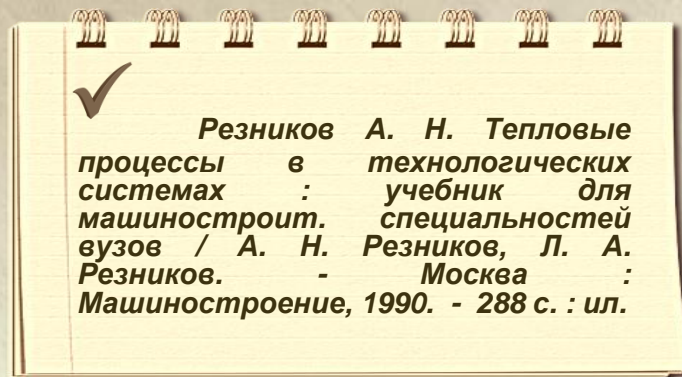 Резников А. Н. Тепловые
процессы в технологических
системах : учебник для
машиностроит. специальностей
вузов / А. Н. Резников, Л. А.
Резников. - Москва :
Машиностроение, 1990. - 288 с. : ил.